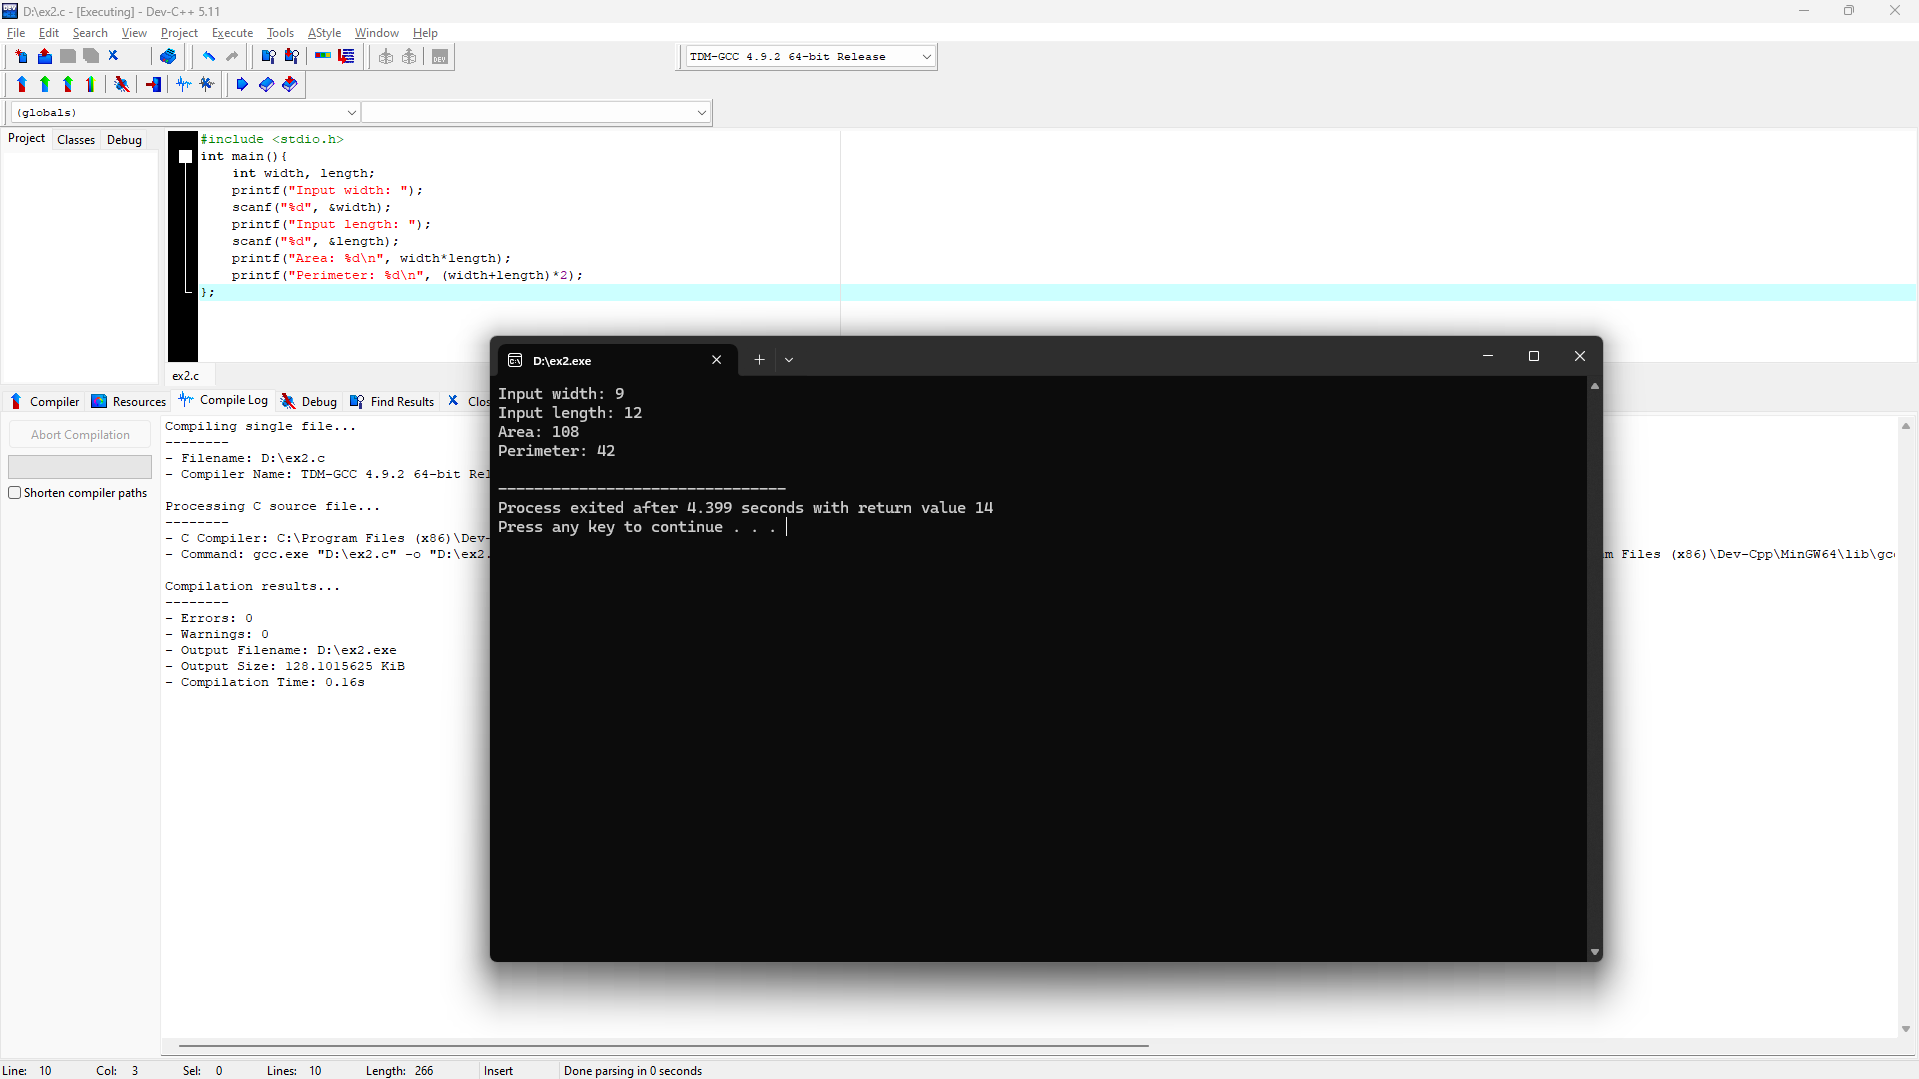 D:\ex2.c - [Executing] - Dev-C++ 5.11
File Edit Search View Project Execute Tools AStyle Window Help
TDM-GCC 4.9.2 64-bit Release
(globals)
Project Classes Debug
#include <stdio.h>
int main(){
int width, length;
printf("Input width: ");
scanf("%d", &width);
printf("Input length: ");
scanf("%d", &length);
printf("Area: %d\n", width*length);
printf("Perimeter: %d\n", (width+length)*2);
};
ex2.c
Compiler Resources Compile Log Debug Find Results Clos
Abort Compilation
Shorten compiler paths
Compiling single file...
--------
- Filename: D:\ex2.c
- Compiler Name: TDM-GCC 4.9.2 64-bit Rel
Processing C source file...
--------
- C Compiler: C:\Program Files (x86)\Dev-
- Command: gcc.exe "D:\ex2.c" -o "D:\ex2.
m Files (x86)\Dev-Cpp\MinGW64\lib\gc
Compilation results...
--------
- Errors: 0
- Warnings: 0
- Output Filename: D:\ex2.exe
- Output Size: 128.1015625 KiB
- Compilation Time: 0.16s
D:\ex2.exe
Input width: 9
Input length: 12
Area: 108
Perimeter: 42
--------------------------------
Process exited after 4.399 seconds with return value 14
Press any key to continue . . .
Line: 10 Col: 3 Sel: 0 Lines: 10 Length: 266 Insert Done parsing in 0 seconds